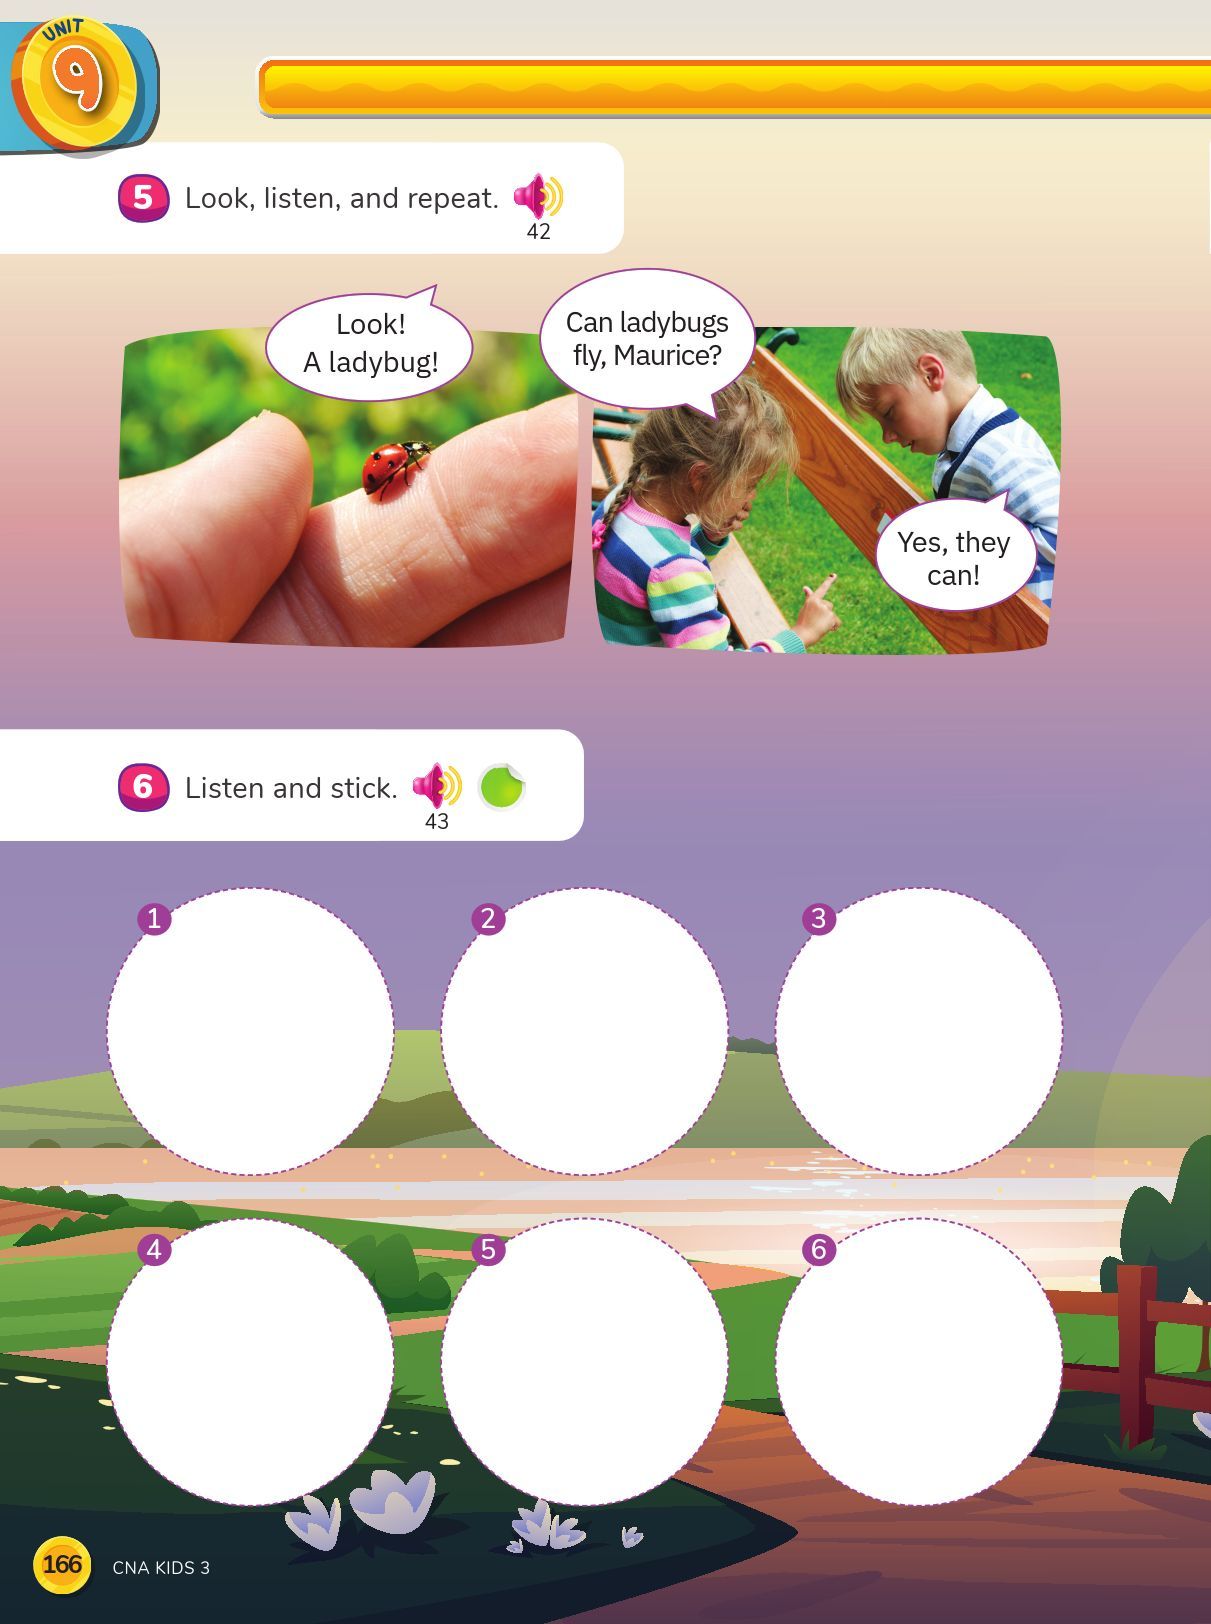 UNIT
9
5 Look, listen, and repeat.
42
Look!
A ladybug!
Can ladybugs
fly, Maurice?
Yes, they
can!
6 Listen and stick.
43
1
2
3
4
5
6
166 CNA KIDS 3